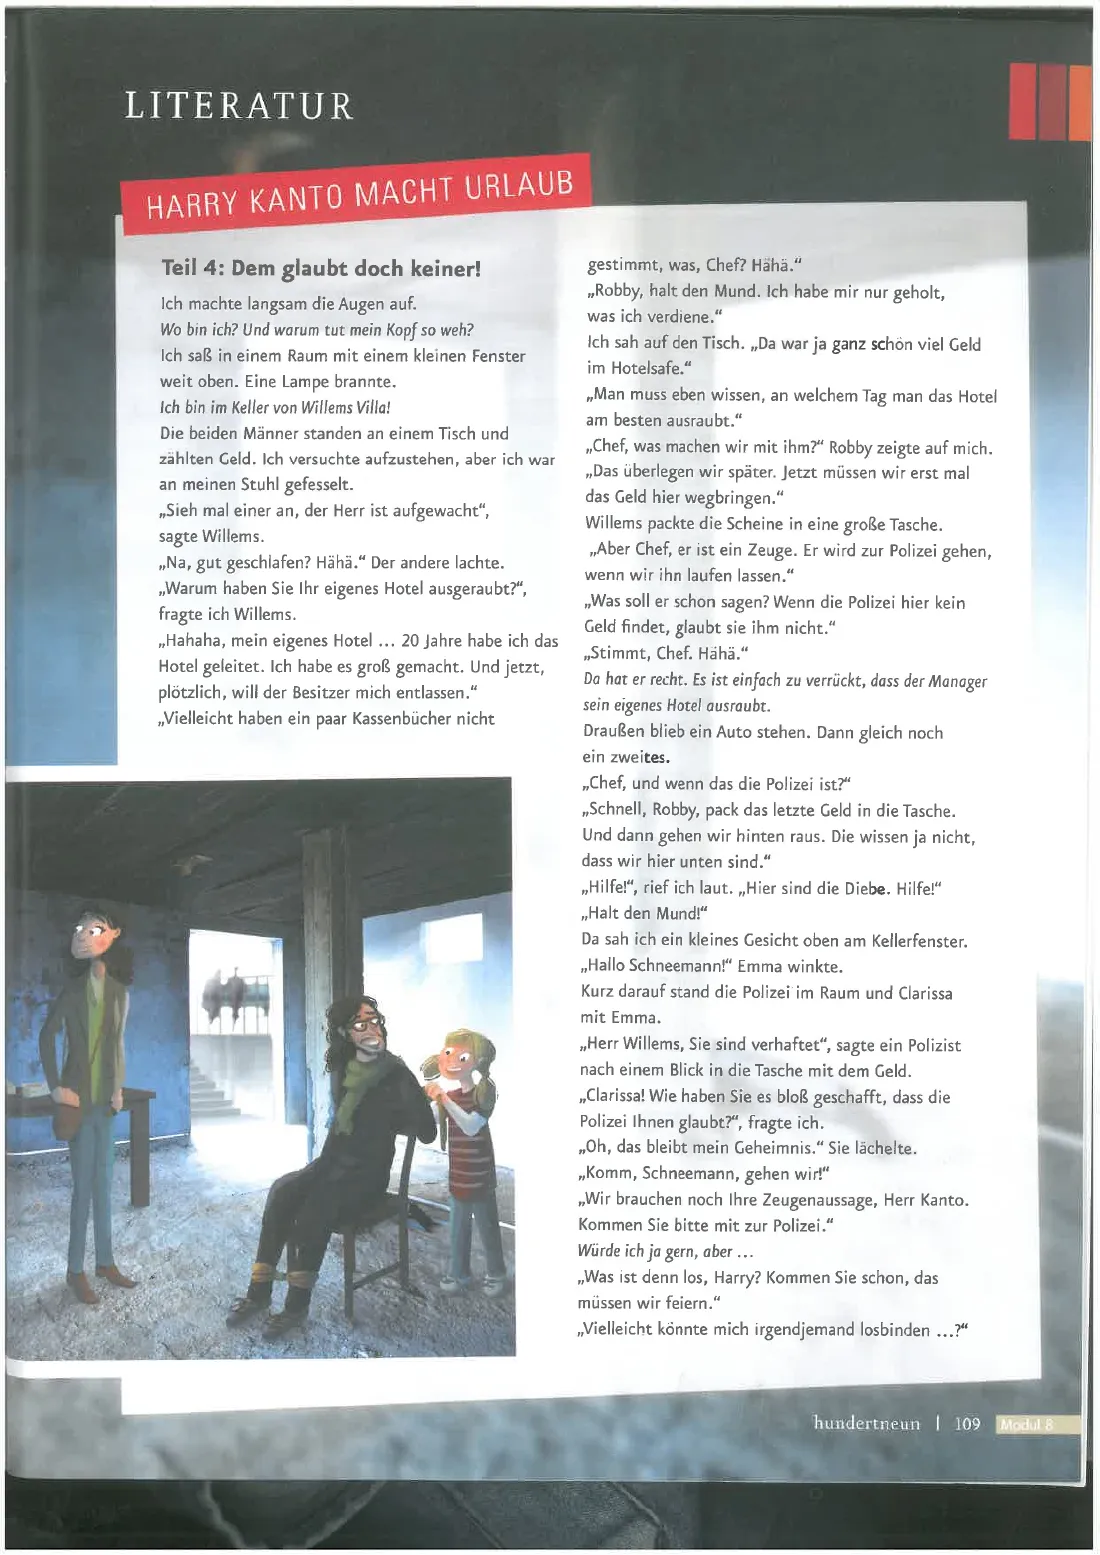 LITERATUR
HARRY KANTO MACHT URLAUB
Teil 4: Dem glaubt doch keiner!
Ich machte langsam die Augen auf.
Wo bin ich? Und warum tut mein Kopf so weh?
Ich saß in einem Raum mit einem kleinen Fenster
weit oben. Eine Lampe brannte.
Ich bin im Keller von Willems Villa!
Die beiden Männer standen an einem Tisch und
zählten Geld. Ich versuchte aufzustehen, aber ich war
an meinen Stuhl gefesselt.
„Sieh mal einer an, der Herr ist aufgewacht“,
sagte Willems.
„Na, gut geschlafen? Hähä.“ Der andere lachte.
„Warum haben Sie Ihr eigenes Hotel ausgeraubt?“,
fragte ich Willems.
„Hahaha, mein eigenes Hotel ... 20 Jahre habe ich das
Hotel geleitet. Ich habe es groß gemacht. Und jetzt,
plötzlich, will der Besitzer mich entlassen.“
„Vielleicht haben ein paar Kassenbücher nicht
gestimmt, was, Chef? Hähä.“
„Robby, halt den Mund. Ich habe mir nur geholt,
was ich verdiene.“
Ich sah auf den Tisch. „Da war ja ganz schön viel Geld
im Hotelsafe.“
„Man muss eben wissen, an welchem Tag man das Hotel
am besten ausraubt.“
„Chef, was machen wir mit ihm?“ Robby zeigte auf mich.
„Das überlegen wir später. Jetzt müssen wir erst mal
das Geld hier wegbringen.“
Willems packte die Scheine in eine große Tasche.
„Aber Chef, er ist ein Zeuge. Er wird zur Polizei gehen,
wenn wir ihn laufen lassen.“
„Was soll er schon sagen? Wenn die Polizei hier kein
Geld findet, glaubt sie ihm nicht.“
„Stimmt, Chef. Hähä.“
Da hat er recht. Es ist einfach zu verrückt, dass der Manager
sein eigenes Hotel ausraubt.
Draußen blieb ein Auto stehen. Dann gleich noch
ein zweites.
„Chef, und wenn das die Polizei ist?“
„Schnell, Robby, pack das letzte Geld in die Tasche.
Und dann gehen wir hinten raus. Die wissen ja nicht,
dass wir hier unten sind.“
„Hilfe!“, rief ich laut. „Hier sind die Diebe. Hilfe!“
„Halt den Mund!“
Da sah ich ein kleines Gesicht oben am Kellerfenster.
„Hallo Schneemann!“ Emma winkte.
Kurz darauf stand die Polizei im Raum und Clarissa
mit Emma.
„Herr Willems, Sie sind verhaftet“, sagte ein Polizist
nach einem Blick in die Tasche mit dem Geld.
„Clarissa! Wie haben Sie es bloß geschafft, dass die
Polizei Ihnen glaubt?“, fragte ich.
„Oh, das bleibt mein Geheimnis.“ Sie lächelte.
„Komm, Schneemann, gehen wir!“
„Wir brauchen noch Ihre Zeugenaussage, Herr Kanto.
Kommen Sie bitte mit zur Polizei.“
Würde ich ja gern, aber ...
„Was ist denn los, Harry? Kommen Sie schon, das
müssen wir feiern.“
„Vielleicht könnte mich irgendjemand losbinden ...?“
hundertneun | 109 Modul 8